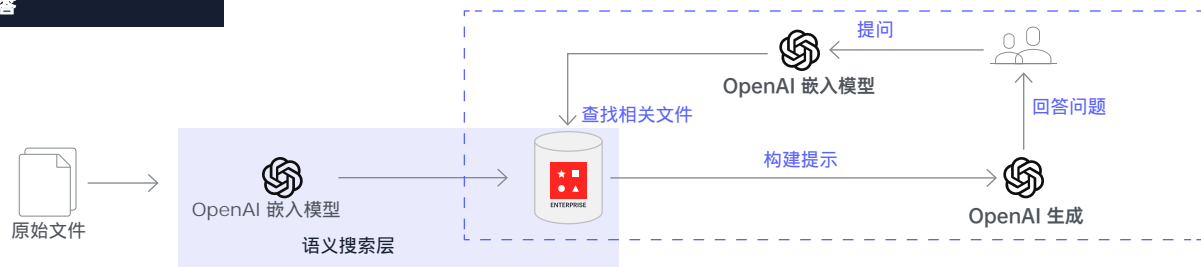 答
提问
OpenAI 嵌入模型
查找相关文件
回答问题
构建提示
ENTERPRISE
OpenAI 嵌入模型
OpenAI 生成
原始文件
语义搜索层